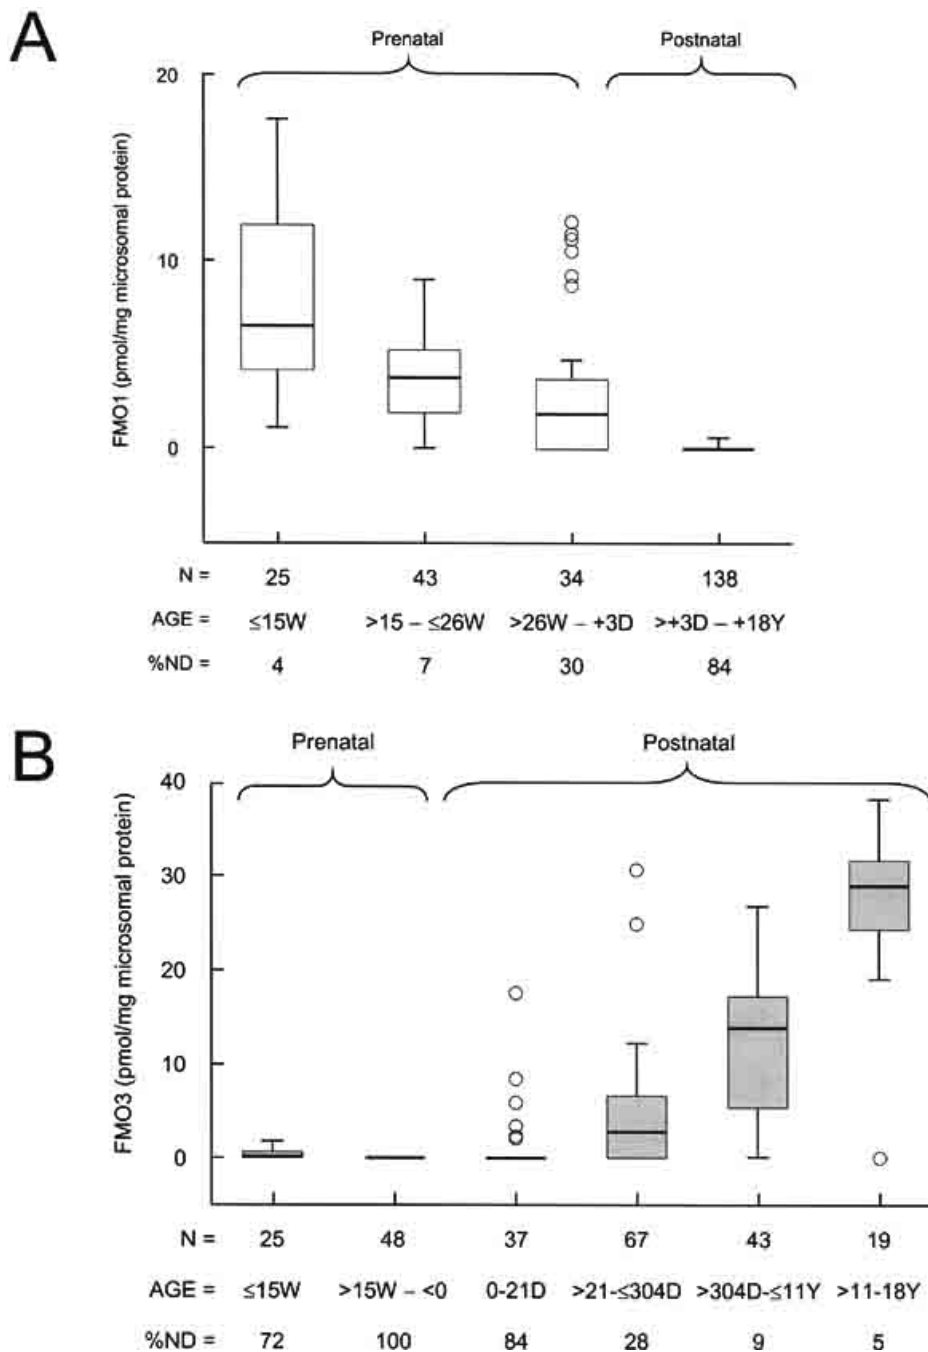 A
Prenatal Postnatal
FMO1 (pmol/mg microsomal protein)
20
10
0
N = 25 43 34 138
AGE = ≤15W >15 – ≤26W >26W – +3D >+3D – +18Y
%ND = 4 7 30 84
B
Prenatal Postnatal
FMO3 (pmol/mg microsomal protein)
40
30
20
10
0
N = 25 48 37 67 43 19
AGE = ≤15W >15W – <0 0-21D >21-≤304D >304D-≤11Y >11-18Y
%ND = 72 100 84 28 9 5